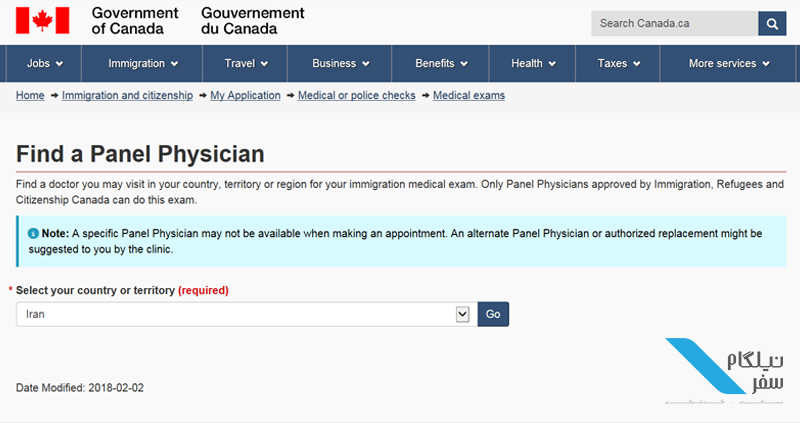 Government of Canada
Gouvernement du Canada
Search Canada.ca
Jobs Immigration Travel Business Benefits Health Taxes More services
Home ➔ Immigration and citizenship ➔ My Application ➔ Medical or police checks ➔ Medical exams
Find a Panel Physician
Find a doctor you may visit in your country, territory or region for your immigration medical exam. Only Panel Physicians approved by Immigration, Refugees and
Citizenship Canada can do this exam.
Note: A specific Panel Physician may not be available when making an appointment. An alternate Panel Physician or authorized replacement might be
suggested to you by the clinic.
* Select your country or territory (required)
Iran Go
نیلگام
سفر
Date Modified: 2018-02-02